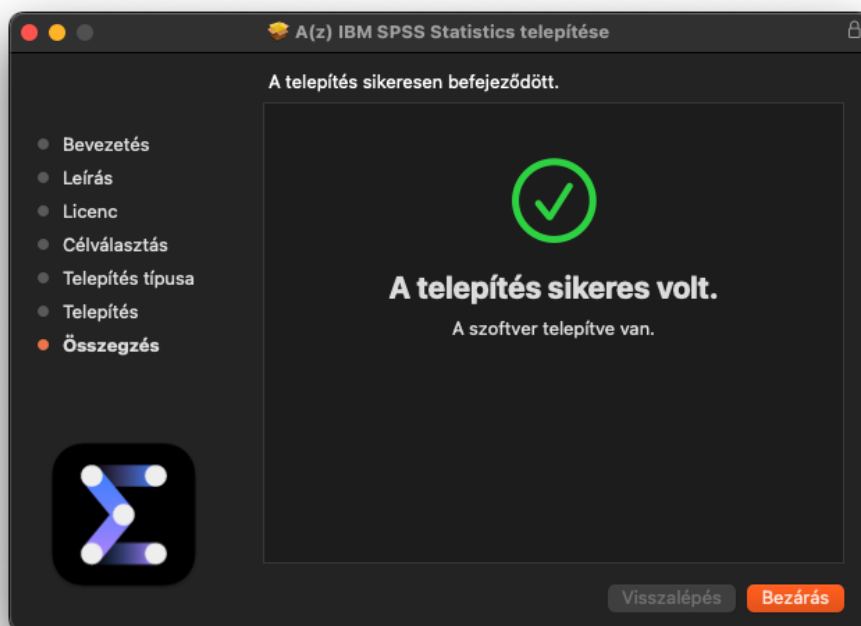 A(z) IBM SPSS Statistics telepítése
A telepítés sikeresen befejeződött.
Bevezetés
Leírás
Licenc
Célválasztás
Telepítés típusa
Telepítés
Összegzés
A telepítés sikeres volt.
A szoftver telepítve van.
Visszalépés
Bezárás